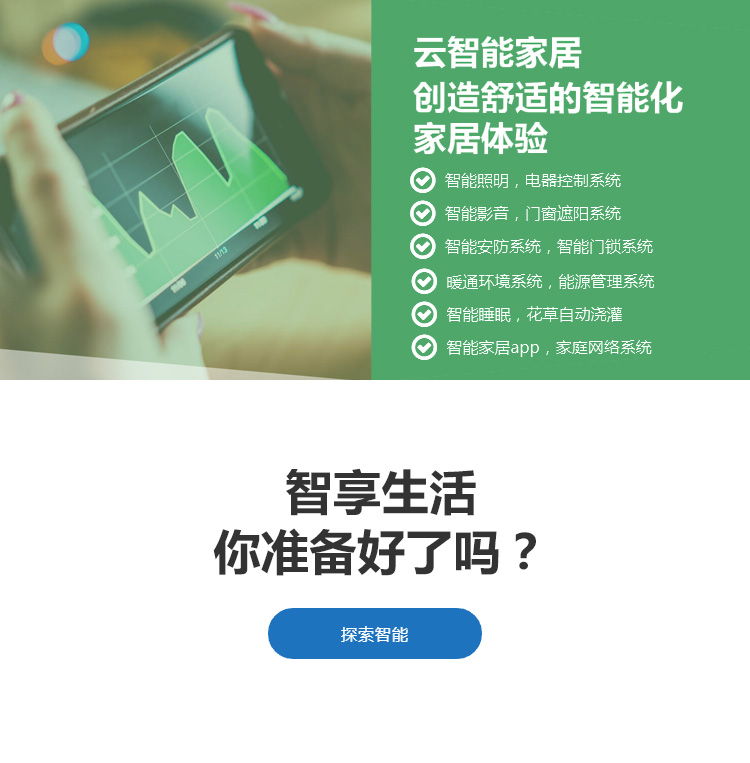 云智能家居
创造舒适的智能化
家居体验
智能照明，电器控制系统
智能影音，门窗遮阳系统
智能安防系统，智能门锁系统
暖通环境系统，能源管理系统
智能睡眠，花草自动浇灌
智能家居app，家庭网络系统
11/13
智享生活
你准备好了吗？
探索智能